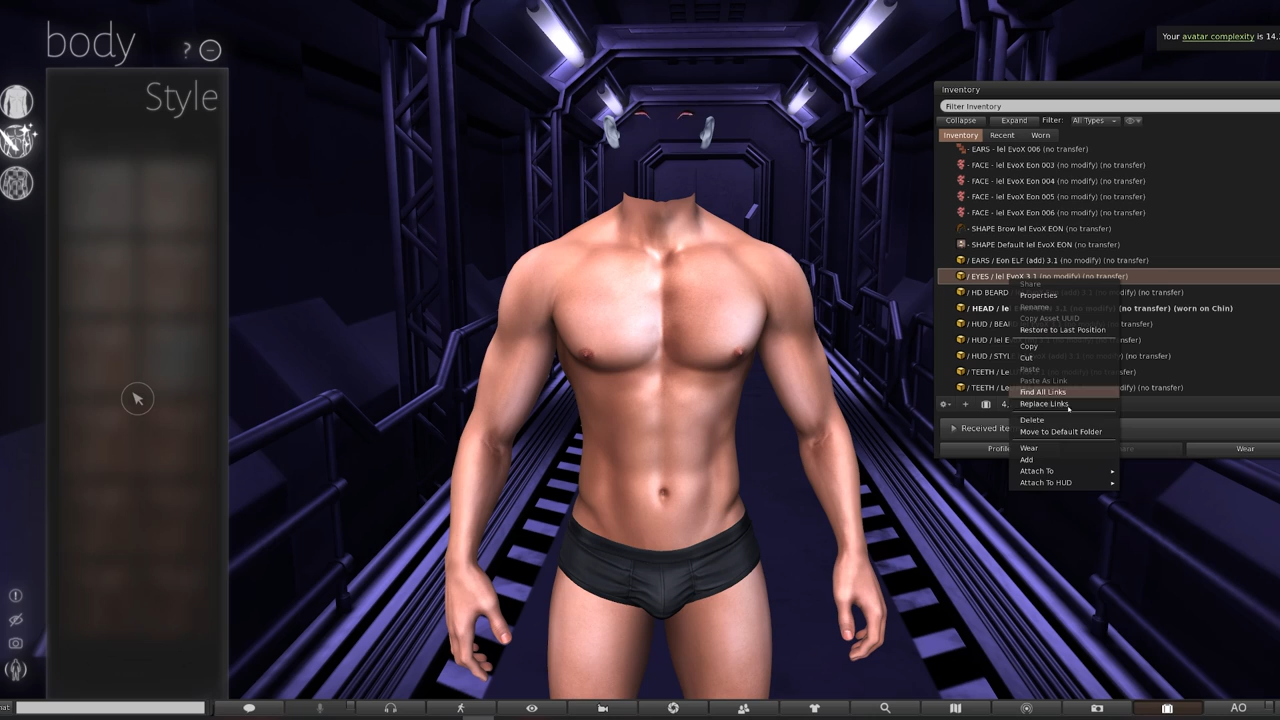 body
?
Style
Your avatar complexity is 14,
Inventory
Filter Inventory
Collapse Expand Filter: All Types
Inventory Recent Worn
- EARS - lel EvoX 006 (no transfer)
- FACE - lel EvoX Eon 003 (no modify) (no transfer)
- FACE - lel EvoX Eon 004 (no modify) (no transfer)
- FACE - lel EvoX Eon 005 (no modify) (no transfer)
- FACE - lel EvoX Eon 006 (no modify) (no transfer)
- SHAPE Brow lel EvoX EON (no transfer)
- SHAPE Default lel EvoX EON (no transfer)
/ EARS / Eon ELF (add) 3.1 (no modify) (no transfer)
/ EYES / lel EvoX 3.1 (no modify) (no transfer)
/ HD BEARD (no transfer)
/ HEAD / le (no transfer) (worn on Chin)
/ HUD / BEA (no transfer)
/ HUD / lel E (no transfer)
/ HUD / STYL (no transfer)
/ TEETH / Le (no transfer)
/ TEETH / Le (no transfer)
Share
Properties
Rename
Copy Asset UUID
Restore to Last Position
Copy
Cut
Paste
Paste As Link
Find All Links
Replace Links
Delete
Move to Default Folder
Wear
Add
Attach To
Attach To HUD
4,
Received ite
Profile
Wear
AO